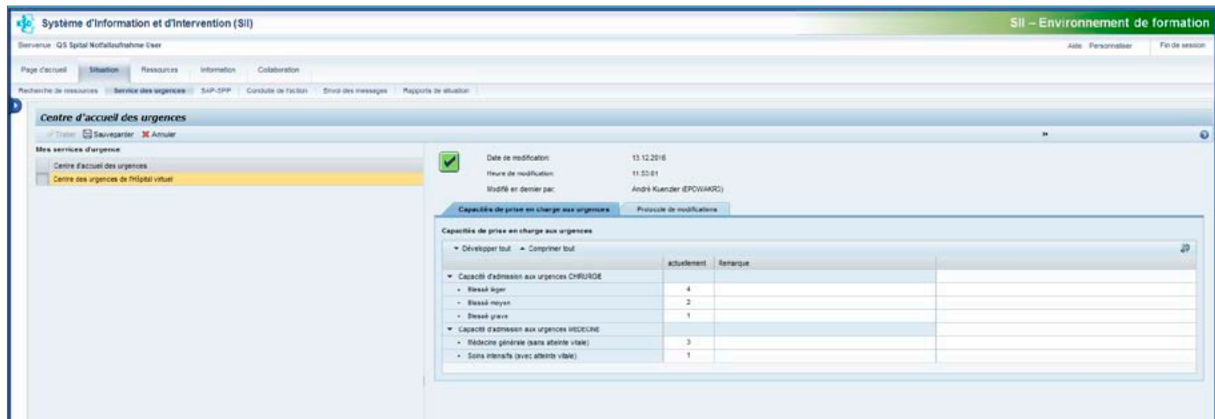 Système d'Information et d'Intervention (SII)
SII – Environnement de formation
Bienvenue QS Spital Notfallaufnahme User
Aide Personnaliser Fin de session
Page d'accueil Situation Ressources Information Collaboration
Recherche de ressources Service des urgences SAP-SPP Conduite de l'action Envoi des messages Rapports de situation
Centre d'accueil des urgences
Traiter Sauvegarder Annuler
Mes services d'urgence
Centre d'accueil des urgences
Centre des urgences de l'Hôpital virtuel
Date de modification: 13.12.2016
Heure de modification: 11:53:01
Modifié en dernier par: André Kuenzler
Capacités de prise en charge aux urgences Protocole de modifications
Capacités de prise en charge aux urgences
Développer tout Comprimer tout
actuellement Remarque
Capacité d'admission aux urgences CHIRURGIE
Blessé léger 4
Blessé moyen 2
Blessé grave 1
Capacité d'admission aux urgences MEDECINE
Médecine générale (sans atteinte vitale) 3
Soins intensifs (avec atteinte vitale) 1